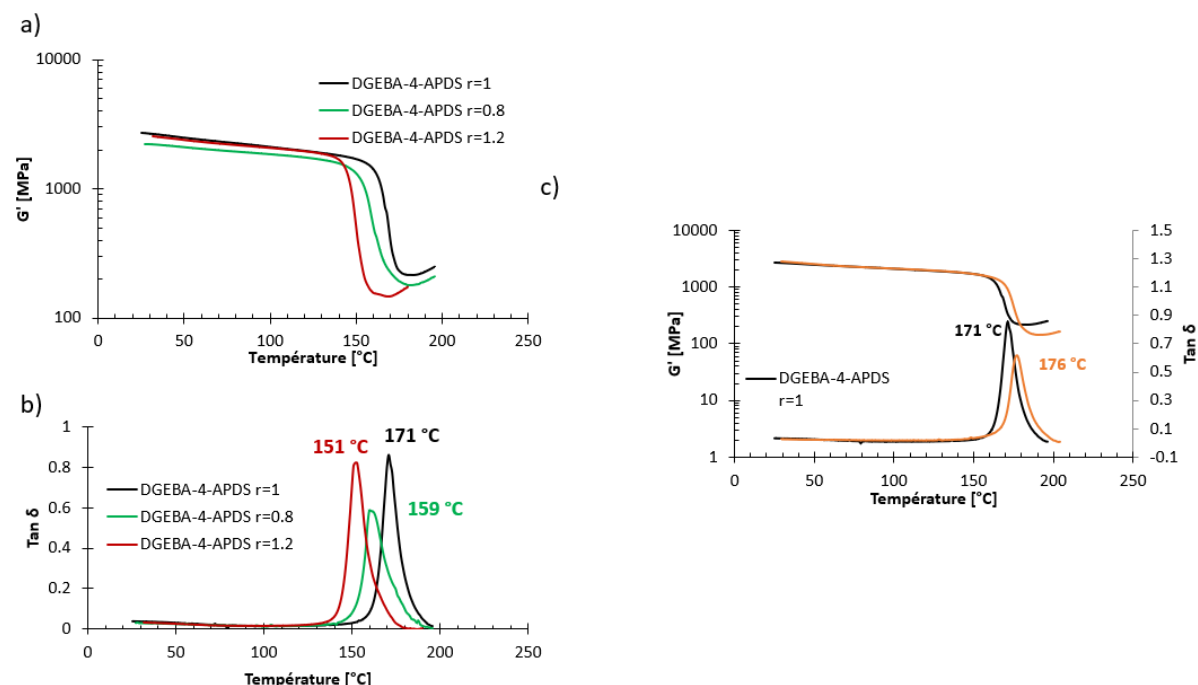 a)
10000
1000
100
G' [MPa]
DGEBA-4-APDS r=1
DGEBA-4-APDS r=0.8
DGEBA-4-APDS r=1.2
0 50 100 150 200 250
Température [°C]
b)
1
0.8
0.6
0.4
0.2
0
Tan δ
151 °C
171 °C
159 °C
DGEBA-4-APDS r=1
DGEBA-4-APDS r=0.8
DGEBA-4-APDS r=1.2
0 50 100 150 200 250
Température [°C]
c)
10000
1000
100
10
1
G' [MPa]
171 °C
176 °C
DGEBA-4-APDS
r=1
1.5
1.3
1.1
0.9
0.7
0.5
0.3
0.1
-0.1
Tan δ
0 50 100 150 200 250
Température [°C]